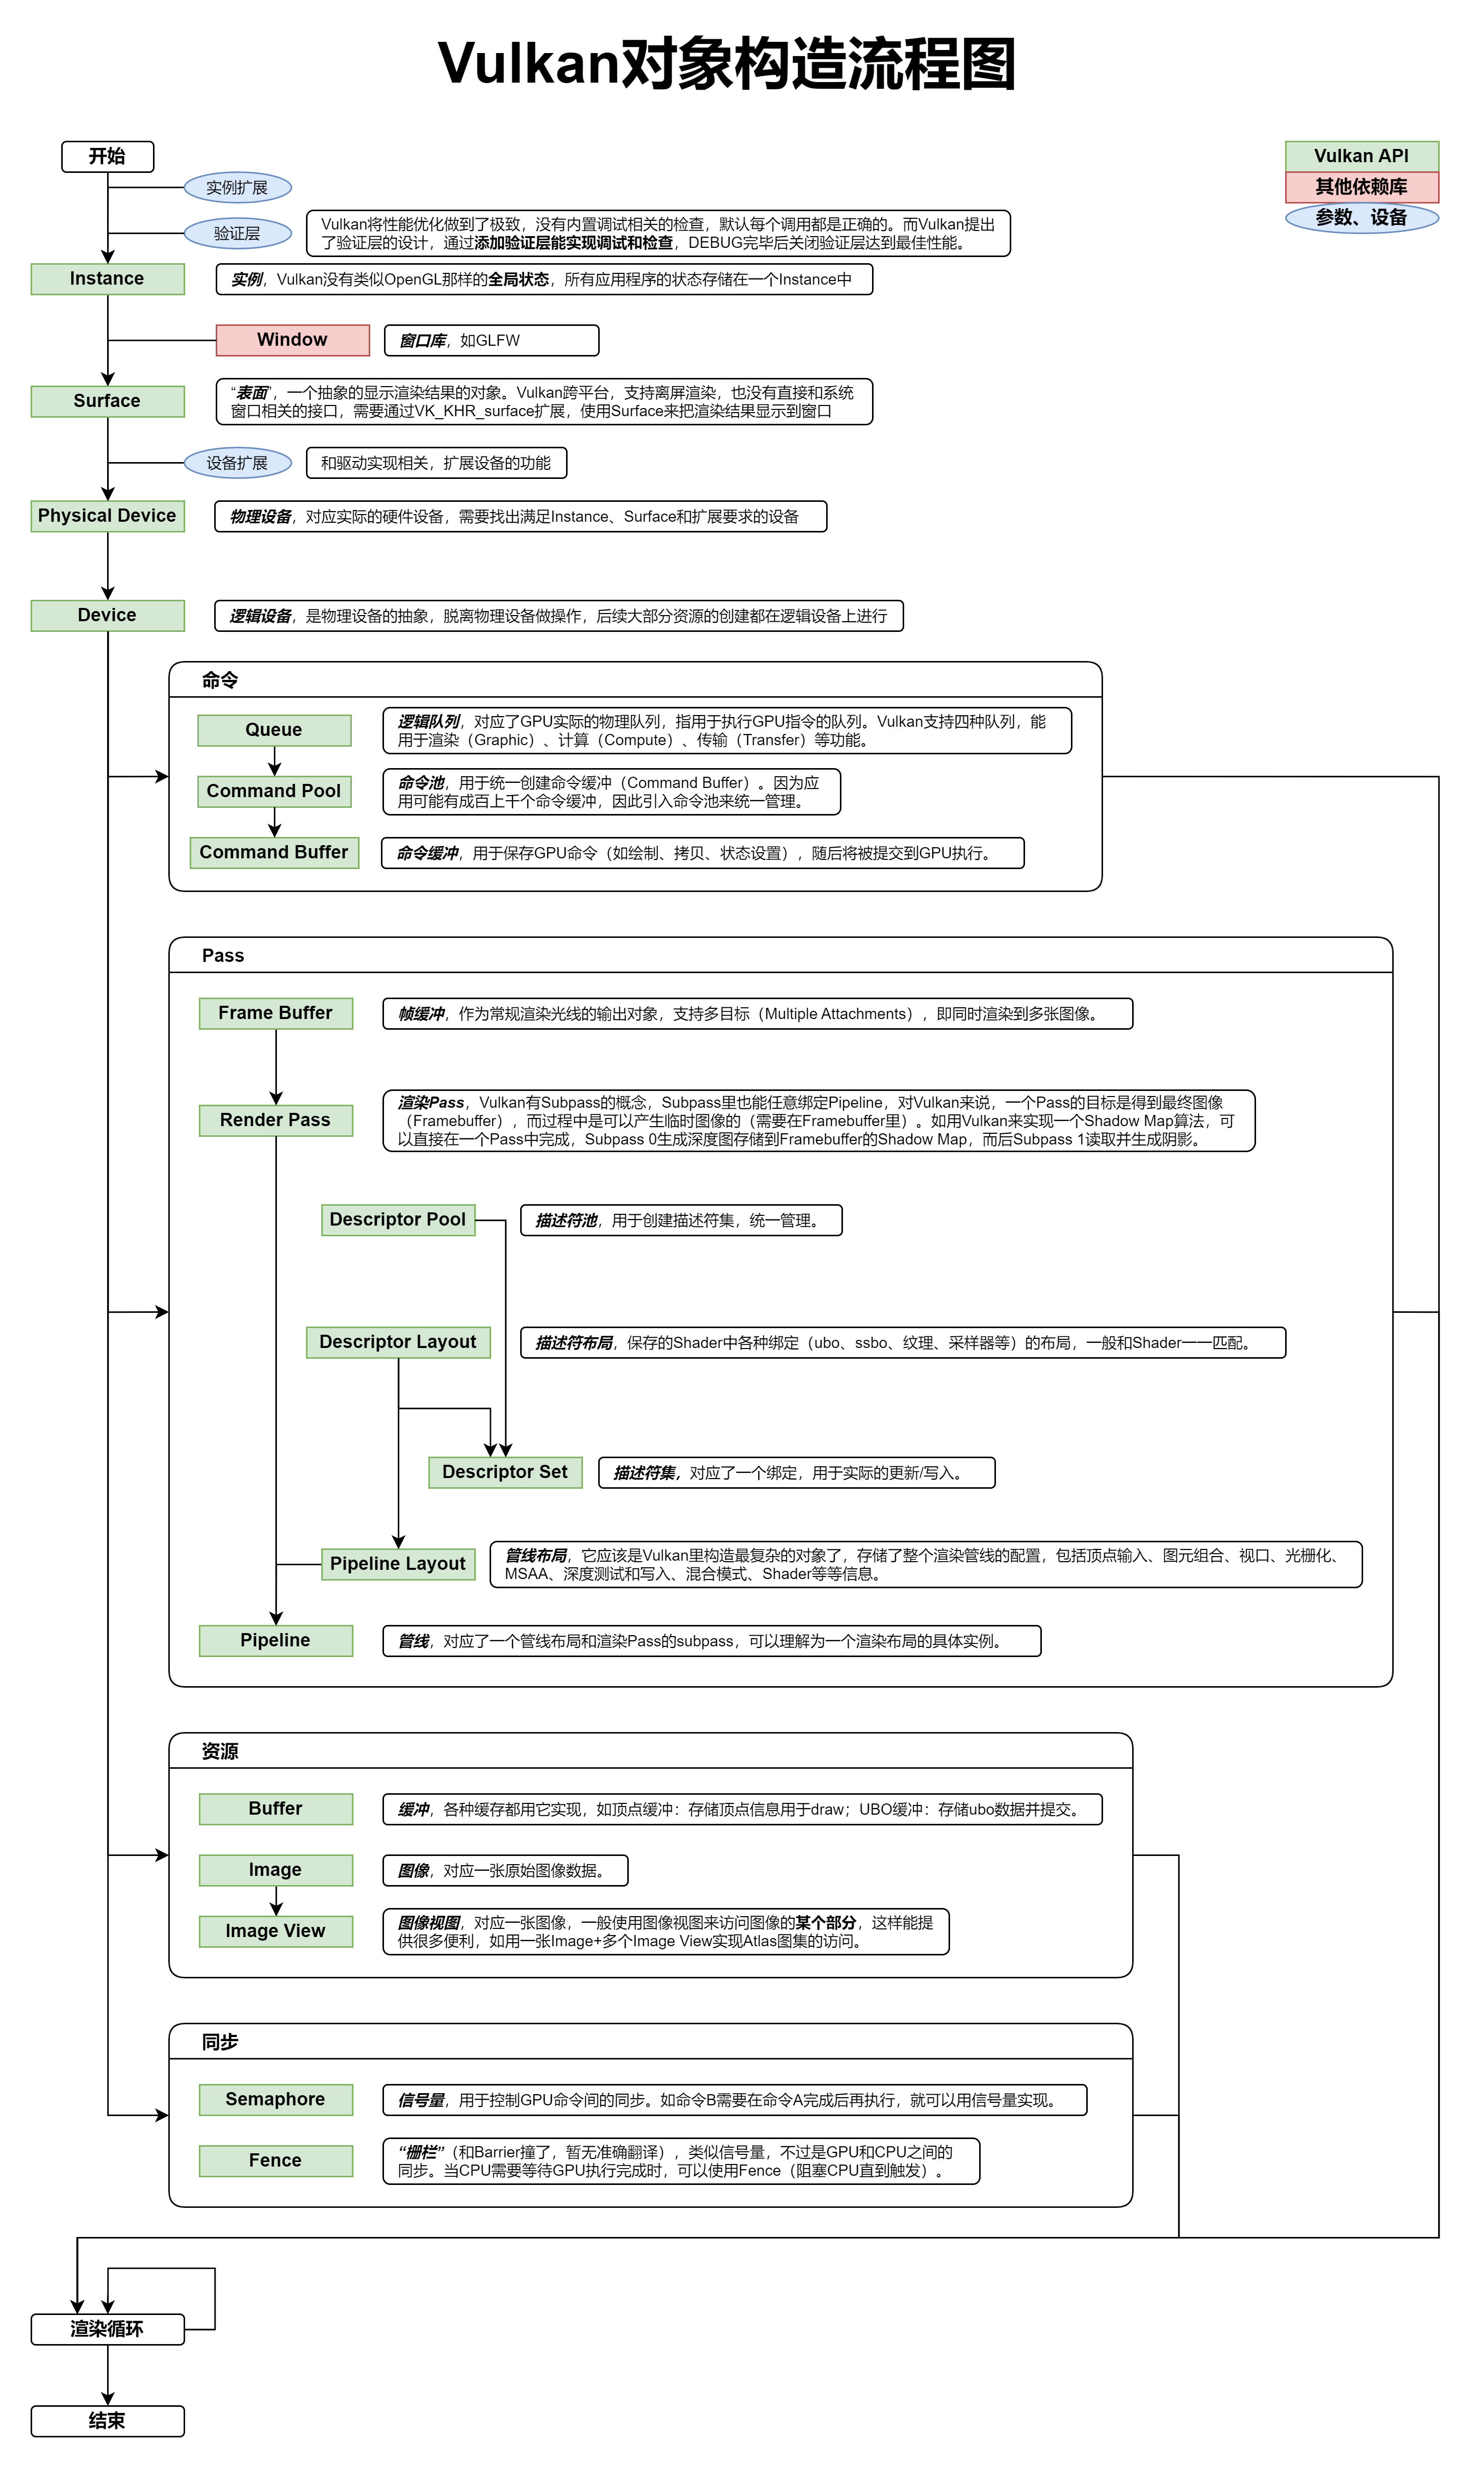 Vulkan对象构造流程图
开始
Vulkan API
其他依赖库
参数、设备
实例扩展
验证层
Vulkan将性能优化做到了极致，没有内置调试相关的检查，默认每个调用都是正确的。而Vulkan提出
了验证层的设计，通过添加验证层能实现调试和检查，DEBUG完毕后关闭验证层达到最佳性能。
Instance
实例，Vulkan没有类似OpenGL那样的全局状态，所有应用程序的状态存储在一个Instance中
Window
窗口库，如GLFW
Surface
“表面”，一个抽象的显示渲染结果的对象。Vulkan跨平台，支持离屏渲染，也没有直接和系统
窗口相关的接口，需要通过VK_KHR_surface扩展，使用Surface来把渲染结果显示到窗口
设备扩展
和驱动实现相关，扩展设备的功能
Physical Device
物理设备，对应实际的硬件设备，需要找出满足Instance、Surface和扩展要求的设备
Device
逻辑设备，是物理设备的抽象，脱离物理设备做操作，后续大部分资源的创建都在逻辑设备上进行
命令
Queue
逻辑队列，对应了GPU实际的物理队列，指用于执行GPU指令的队列。Vulkan支持四种队列，能
用于渲染（Graphic）、计算（Compute）、传输（Transfer）等功能。
Command Pool
命令池，用于统一创建命令缓冲（Command Buffer）。因为应
用可能有成百上千个命令缓冲，因此引入命令池来统一管理。
Command Buffer
命令缓冲，用于保存GPU命令（如绘制、拷贝、状态设置），随后将被提交到GPU执行。
Pass
Frame Buffer
帧缓冲，作为常规渲染光线的输出对象，支持多目标（Multiple Attachments），即同时渲染到多张图像。
Render Pass
渲染Pass，Vulkan有Subpass的概念，Subpass里也能任意绑定Pipeline，对Vulkan来说，一个Pass的目标是得到最终图像
（Framebuffer），而过程中是可以产生临时图像的（需要在Framebuffer里）。如用Vulkan来实现一个Shadow Map算法，可
以直接在一个Pass中完成，Subpass 0生成深度图存储到Framebuffer的Shadow Map，而后Subpass 1读取并生成阴影。
Descriptor Pool
描述符池，用于创建描述符集，统一管理。
Descriptor Layout
描述符布局，保存的Shader中各种绑定（ubo、ssbo、纹理、采样器等）的布局，一般和Shader一一匹配。
Descriptor Set
描述符集，对应了一个绑定，用于实际的更新/写入。
Pipeline Layout
管线布局，它应该是Vulkan里构造最复杂的对象了，存储了整个渲染管线的配置，包括顶点输入、图元组合、视口、光栅化、
MSAA、深度测试和写入、混合模式、Shader等等信息。
Pipeline
管线，对应了一个管线布局和渲染Pass的subpass，可以理解为一个渲染布局的具体实例。
资源
Buffer
缓冲，各种缓存都用它实现，如顶点缓冲：存储顶点信息用于draw；UBO缓冲：存储ubo数据并提交。
Image
图像，对应一张原始图像数据。
Image View
图像视图，对应一张图像，一般使用图像视图来访问图像的某个部分，这样能提
供很多便利，如用一张Image+多个Image View实现Atlas图集的访问。
同步
Semaphore
信号量，用于控制GPU命令间的同步。如命令B需要在命令A完成后再执行，就可以用信号量实现。
Fence
“栅栏”（和Barrier撞了，暂无准确翻译），类似信号量，不过是GPU和CPU之间的
同步。当CPU需要等待GPU执行完成时，可以使用Fence（阻塞CPU直到触发）。
渲染循环
结束